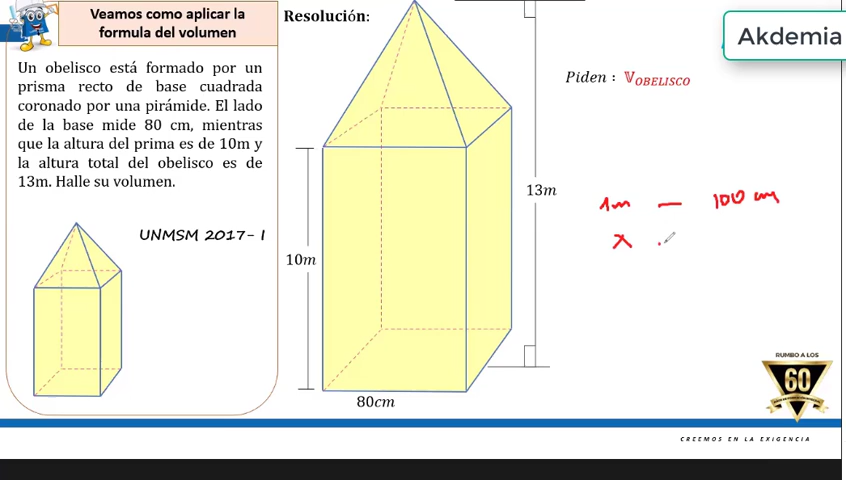 Veamos como aplicar la
formula del volumen
Un obelisco está formado por un
prisma recto de base cuadrada
coronado por una pirámide. El lado
de la base mide 80 cm, mientras
que la altura del prima es de 10m y
la altura total del obelisco es de
13m. Halle su volumen.
UNMSM 2017- I
Resolución:
10m
80cm
13m
Akdemia
Piden : 𝕍OBELISCO
1m — 100 cm
x
RUMBO A LOS
60
CREEMOS EN LA EXIGENCIA